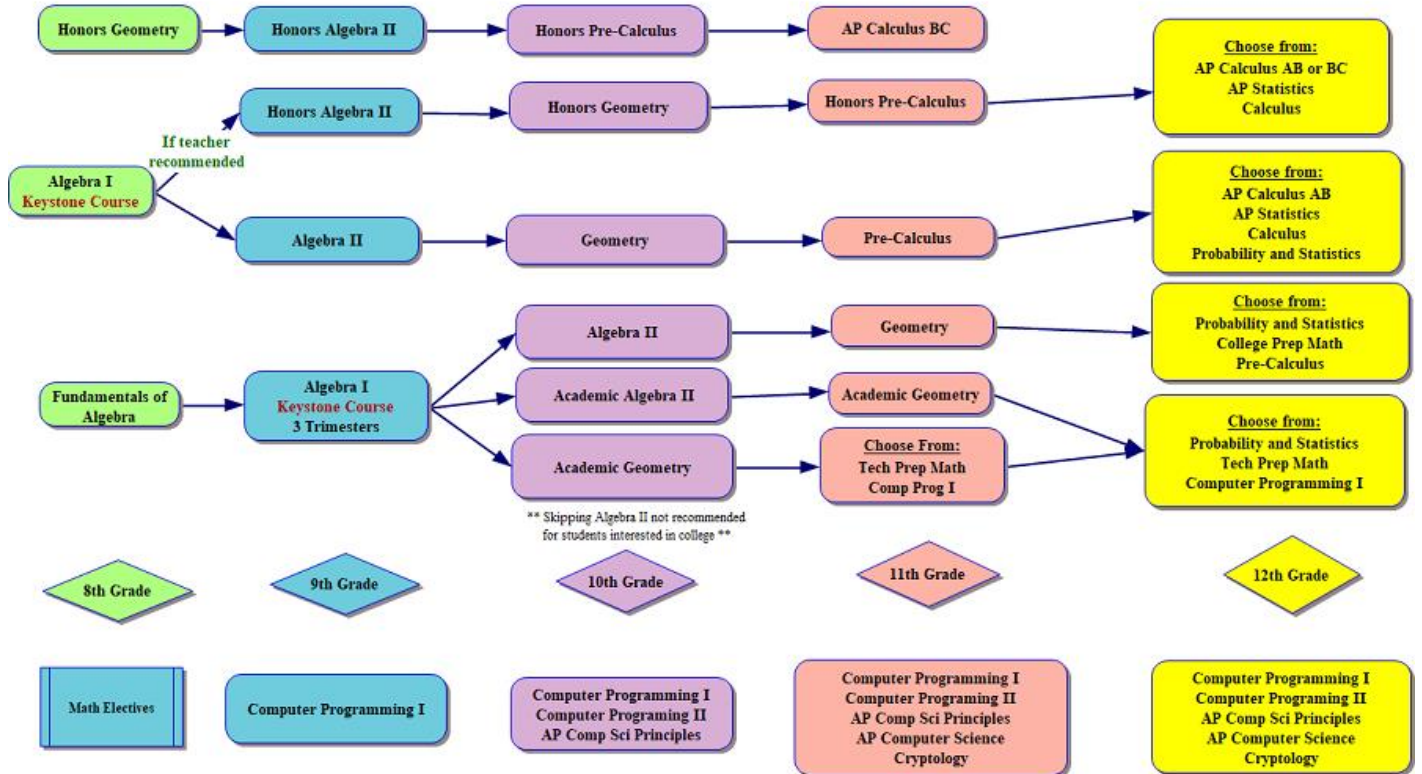 Honors Geometry
Honors Algebra II
Honors Pre-Calculus
AP Calculus BC
Choose from:
AP Calculus AB or BC
AP Statistics
Calculus
Honors Algebra II
Honors Geometry
Honors Pre-Calculus
If teacher
recommended
Algebra I
Keystone Course
Algebra II
Geometry
Pre-Calculus
Choose from:
AP Calculus AB
AP Statistics
Calculus
Probability and Statistics
Algebra II
Geometry
Choose from:
Probability and Statistics
College Prep Math
Pre-Calculus
Fundamentals of
Algebra
Algebra I
Keystone Course
3 Trimesters
Academic Algebra II
Academic Geometry
Academic Geometry
Choose From:
Tech Prep Math
Comp Prog I
Choose from:
Probability and Statistics
Tech Prep Math
Computer Programming I
** Skipping Algebra II not recommended
for students interested in college **
8th Grade
9th Grade
10th Grade
11th Grade
12th Grade
Math Electives
Computer Programming I
Computer Programming I
Computer Programing II
AP Comp Sci Principles
Computer Programming I
Computer Programing II
AP Comp Sci Principles
AP Computer Science
Cryptology
Computer Programming I
Computer Programing II
AP Comp Sci Principles
AP Computer Science
Cryptology